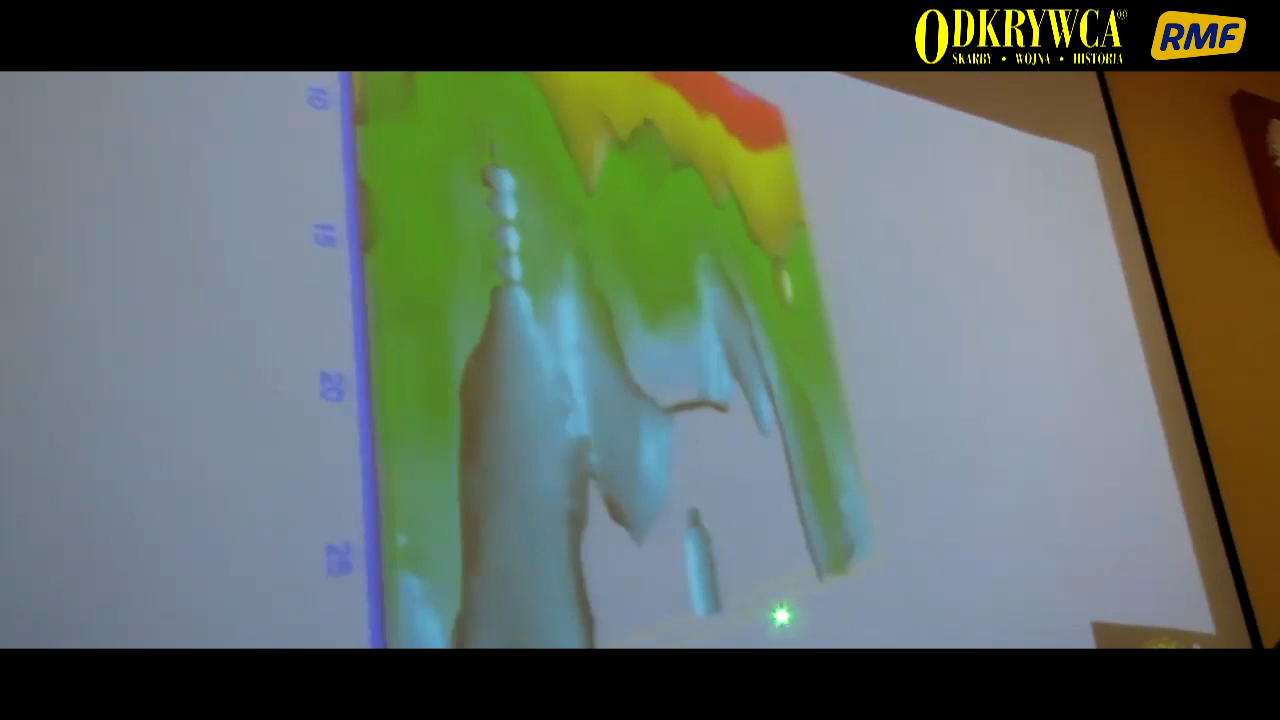 ODKRYWCA®
SKARBY • WOJNA • HISTORIA
RMF
10
15
20
25